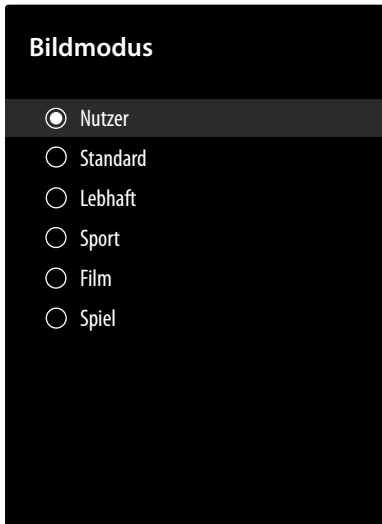 Bildmodus
Nutzer
Standard
Lebhaft
Sport
Film
Spiel